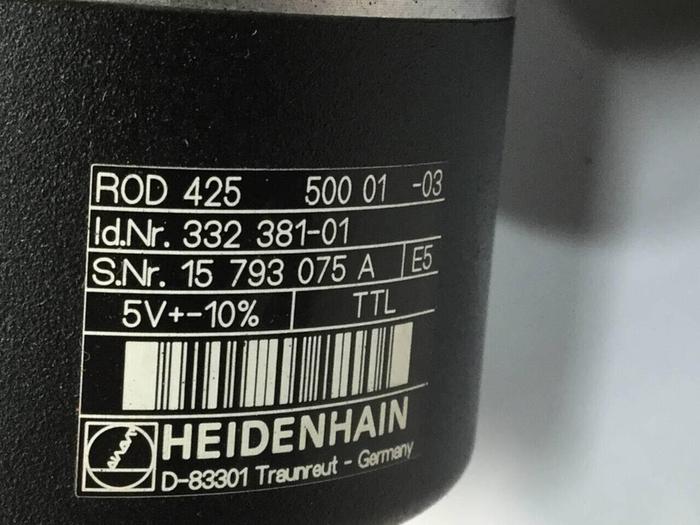 ROD 425 500 01 -03
Id.Nr. 332 381-01
S.Nr. 15 793 075 A E5
5V+-10% TTL
HEIDENHAIN
D-83301 Traunreut - Germany